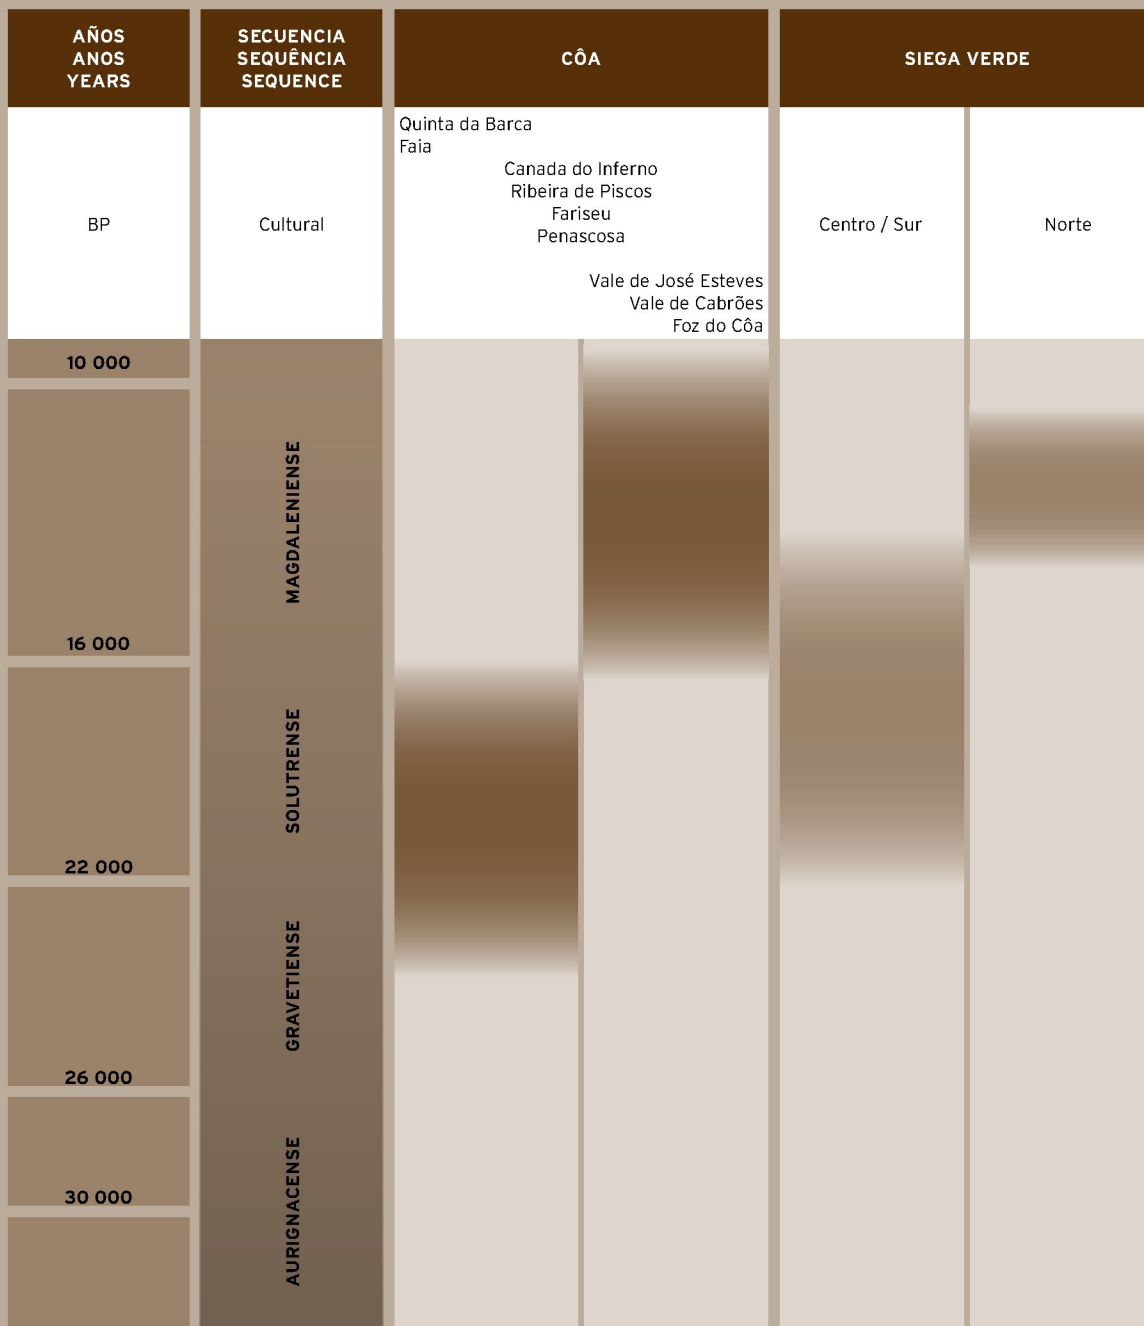 AÑOS
ANOS
YEARS
SECUENCIA
SEQUÊNCIA
SEQUENCE
CÔA
SIEGA VERDE
BP
Cultural
Quinta da Barca
Faia
Canada do Inferno
Ribeira de Piscos
Fariseu
Penascosa
Vale de José Esteves
Vale de Cabrões
Foz do Côa
Centro / Sur
Norte
10 000
16 000
22 000
26 000
30 000
MAGDALENIENSE
SOLUTRENSE
GRAVETIENSE
AURIGNACENSE